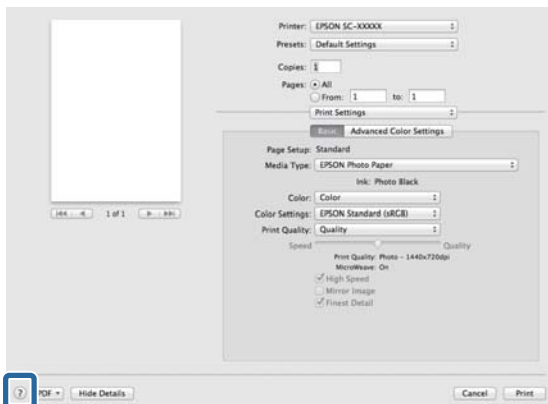 Printer: EPSON SC-XXXXX
Presets: Default Settings
Copies: 1
Pages: All
From: 1 to: 1
Print Settings
Basic Advanced Color Settings
Page Setup: Standard
Media Type: EPSON Photo Paper
Ink: Photo Black
Color: Color
1 of 1
Color Settings: EPSON Standard (sRGB)
Print Quality: Quality
Speed Quality
Print Quality: Photo - 1440x720dpi
MicroWeave: On
High Speed
Mirror Image
Finest Detail
? PDF Hide Details Cancel Print